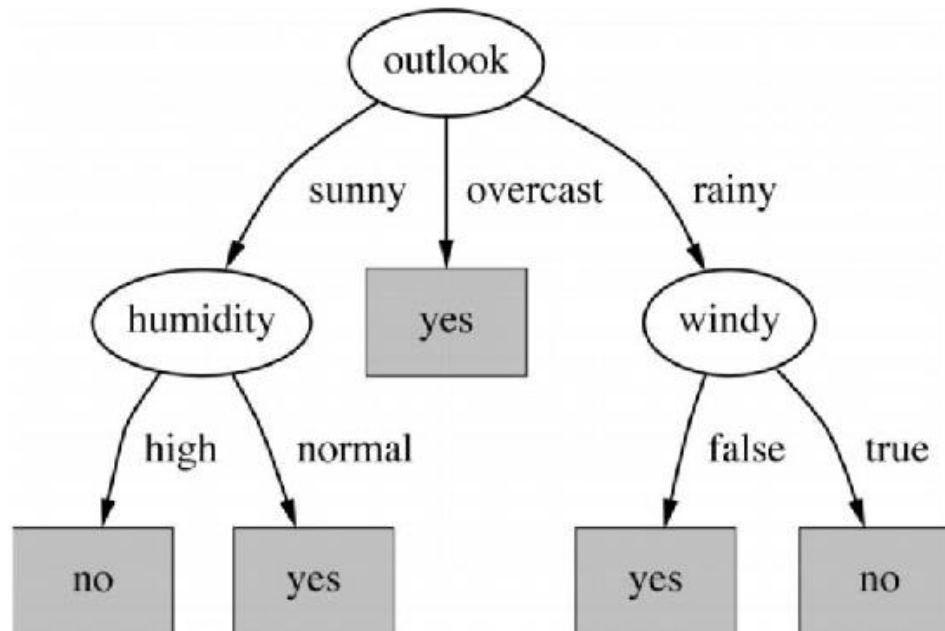 outlook
sunny overcast rainy
humidity yes windy
high normal false true
no yes yes no